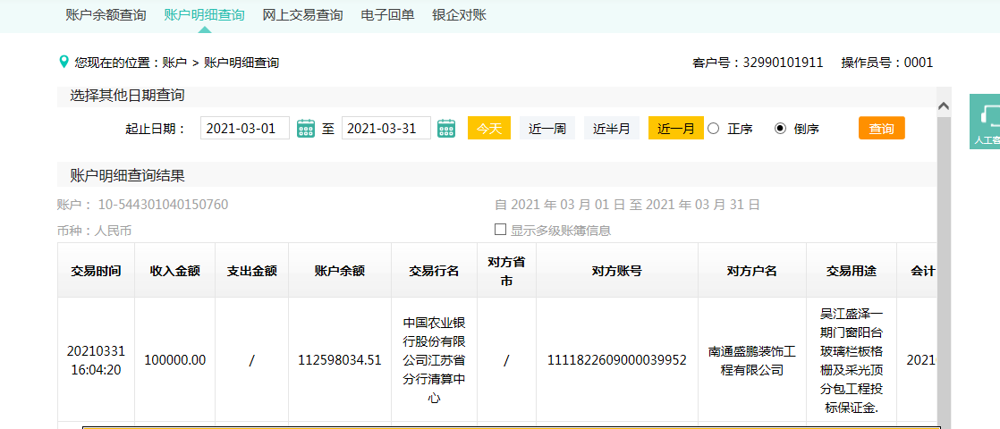 账户余额查询 账户明细查询 网上交易查询 电子回单 银企对账
您现在的位置：账户 > 账户明细查询 客户号：32990101911 操作员号：0001
选择其他日期查询
起止日期： 2021-03-01 至 2021-03-31 今天 近一周 近半月 近一月 正序 倒序 查询
人工客
账户明细查询结果
账户： 10-544301040150760 自 2021 年 03 月 01 日 至 2021 年 03 月 31 日
币种：人民币 显示多级账簿信息
交易时间 收入金额 支出金额 账户余额 交易行名 对方省市 对方账号 对方户名 交易用途 会计
20210331
16:04:20
100000.00
/
112598034.51
中国农业银
行股份有限
公司江苏省
分行清算中
心
/
1111822609000039952
南通盛鹏装饰工
程有限公司
吴江盛泽一
期门窗阳台
玻璃栏板格
栅及采光顶
分包工程投
标保证金.
2021